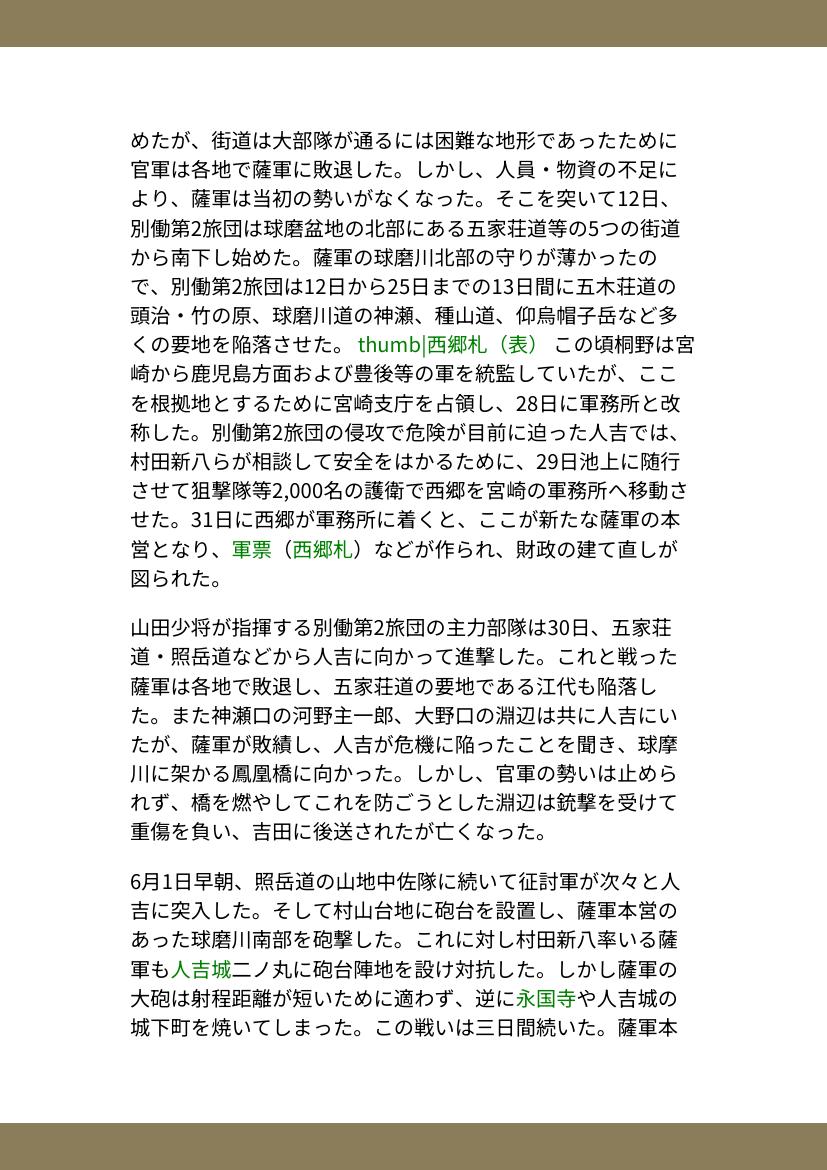 めたが、街道は大部隊が通るには困難な地形であったために
官軍は各地で薩軍に敗退した。しかし、人員・物資の不足に
より、薩軍は当初の勢いがなくなった。そこを突いて12日、
別働第2旅団は球磨盆地の北部にある五家荘道等の5つの街道
から南下し始めた。薩軍の球磨川北部の守りが薄かったの
で、別働第2旅団は12日から25日までの13日間に五木荘道の
頭治・竹の原、球磨川道の神瀬、種山道、仰烏帽子岳など多
くの要地を陥落させた。 thumb|西郷札（表） この頃桐野は宮
崎から鹿児島方面および豊後等の軍を統監していたが、ここ
を根拠地とするために宮崎支庁を占領し、28日に軍務所と改
称した。別働第2旅団の侵攻で危険が目前に迫った人吉では、
村田新八らが相談して安全をはかるために、29日池上に随行
させて狙撃隊等2,000名の護衛で西郷を宮崎の軍務所へ移動さ
せた。31日に西郷が軍務所に着くと、ここが新たな薩軍の本
営となり、軍票（西郷札）などが作られ、財政の建て直しが
図られた。
山田少将が指揮する別働第2旅団の主力部隊は30日、五家荘
道・照岳道などから人吉に向かって進撃した。これと戦った
薩軍は各地で敗退し、五家荘道の要地である江代も陥落し
た。また神瀬口の河野主一郎、大野口の淵辺は共に人吉にい
たが、薩軍が敗績し、人吉が危機に陥ったことを聞き、球摩
川に架かる鳳凰橋に向かった。しかし、官軍の勢いは止めら
れず、橋を燃やしてこれを防ごうとした淵辺は銃撃を受けて
重傷を負い、吉田に後送されたが亡くなった。
6月1日早朝、照岳道の山地中佐隊に続いて征討軍が次々と人
吉に突入した。そして村山台地に砲台を設置し、薩軍本営の
あった球磨川南部を砲撃した。これに対し村田新八率いる薩
軍も人吉城二ノ丸に砲台陣地を設け対抗した。しかし薩軍の
大砲は射程距離が短いために適わず、逆に永国寺や人吉城の
城下町を焼いてしまった。この戦いは三日間続いた。薩軍本